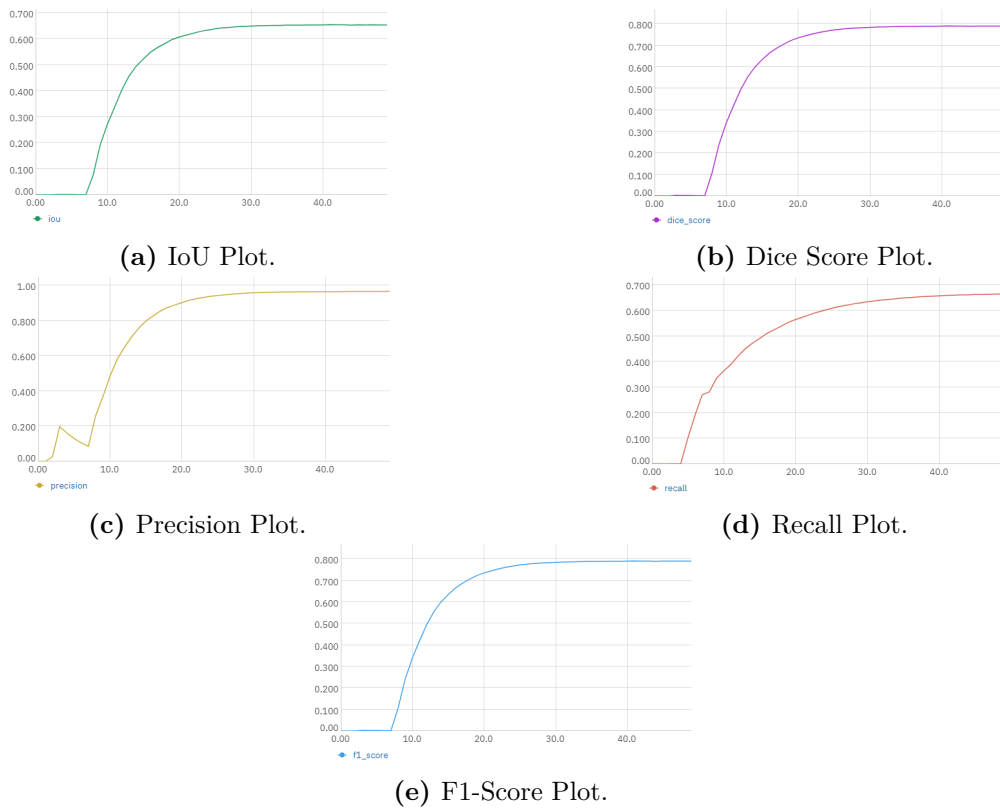 0.700
0.600
0.500
0.400
0.300
0.200
0.100
0.00
0.00 10.0 20.0 30.0 40.0
iou
0.800
0.700
0.600
0.500
0.400
0.300
0.200
0.100
0.00
0.00 10.0 20.0 30.0 40.0
dice_score
(a) IoU Plot.
(b) Dice Score Plot.
1.00
0.800
0.600
0.400
0.200
0.00
0.00 10.0 20.0 30.0 40.0
precision
0.700
0.600
0.500
0.400
0.300
0.200
0.100
0.00
0.00 10.0 20.0 30.0 40.0
recall
(c) Precision Plot.
(d) Recall Plot.
0.800
0.700
0.600
0.500
0.400
0.300
0.200
0.100
0.00
0.00 10.0 20.0 30.0 40.0
f1_score
(e) F1-Score Plot.